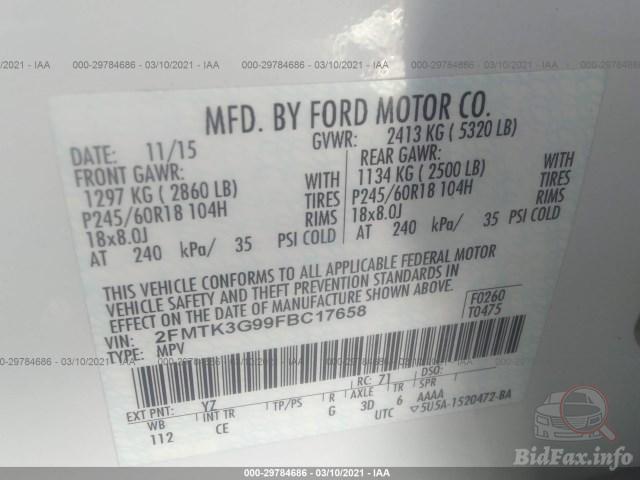 000-29784686 - 03/10/2021 - IAA
MFD. BY FORD MOTOR CO.
DATE: 11/15
GVWR: 2413 KG ( 5320 LB)
FRONT GAWR:
REAR GAWR:
1297 KG ( 2860 LB) WITH
1134 KG ( 2500 LB) WITH
P245/60R18 104H TIRES
P245/60R18 104H TIRES
18x8.0J RIMS
18x8.0J RIMS
AT 240 kPa/ 35 PSI COLD
AT 240 kPa/ 35 PSI COLD
THIS VEHICLE CONFORMS TO ALL APPLICABLE FEDERAL MOTOR
VEHICLE SAFETY AND THEFT PREVENTION STANDARDS IN
EFFECT ON THE DATE OF MANUFACTURE SHOWN ABOVE.
VIN: 2FMTK3G99FBC17658
TYPE: MPV
F0260
T0475
EXT PNT: YZ RC: 71 DSO:
WB INT TR TP/PS R AXLE TR SPR
112 CE G 3D 6 AAAA
UTC ▽5U5A-1520472-BA
000-29784686 - 03/10/2021 - IAA
BidFax.info